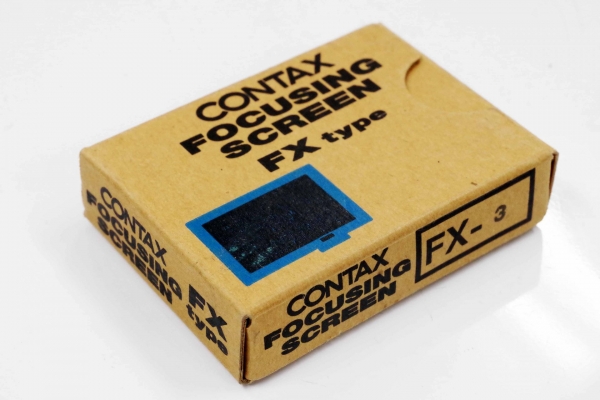 CONTAX
FOCUSING
SCREEN
FX type
CONTAX
FOCUSING
SCREEN
FX
type
CONTAX
FOCUSING
SCREEN
FX- 3